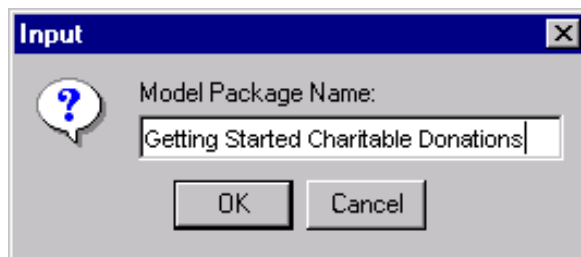 Input
Model Package Name:
Getting Started Charitable Donations
OK Cancel